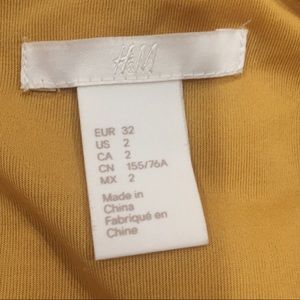 H&M
EUR 32
US 2
CA 2
CN 155/76A
MX 2
Made in
China
Fabriqué en
Chine